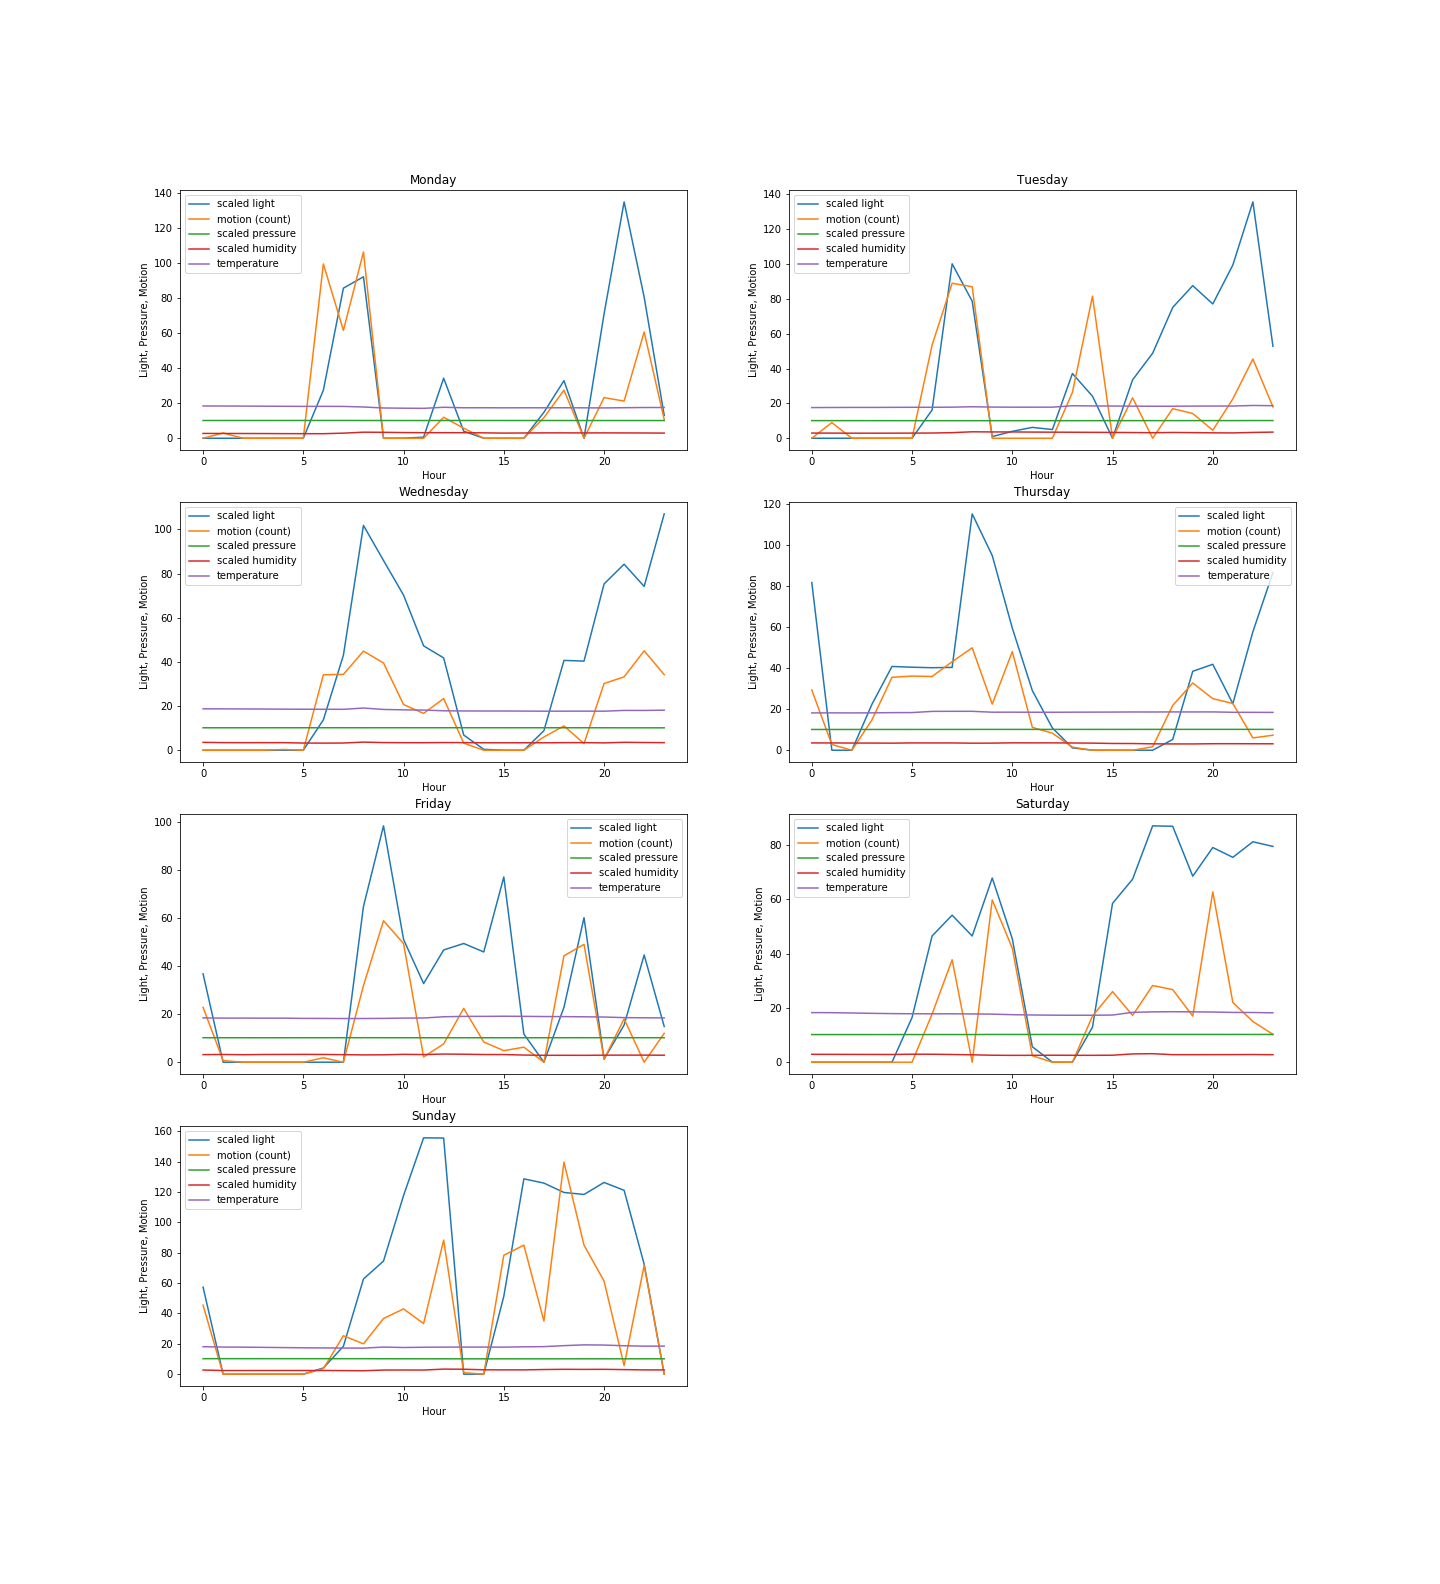 Monday
140
120
100
80
60
40
20
0
Light, Pressure, Motion
scaled light
motion (count)
scaled pressure
scaled humidity
temperature
0 5 10 15 20
Hour
Tuesday
140
120
100
80
60
40
20
0
Light, Pressure, Motion
scaled light
motion (count)
scaled pressure
scaled humidity
temperature
0 5 10 15 20
Hour
Wednesday
100
80
60
40
20
0
Light, Pressure, Motion
scaled light
motion (count)
scaled pressure
scaled humidity
temperature
0 5 10 15 20
Hour
Thursday
120
100
80
60
40
20
0
Light, Pressure, Motion
scaled light
motion (count)
scaled pressure
scaled humidity
temperature
0 5 10 15 20
Hour
Friday
100
80
60
40
20
0
Light, Pressure, Motion
scaled light
motion (count)
scaled pressure
scaled humidity
temperature
0 5 10 15 20
Hour
Saturday
80
60
40
20
0
Light, Pressure, Motion
scaled light
motion (count)
scaled pressure
scaled humidity
temperature
0 5 10 15 20
Hour
Sunday
160
140
120
100
80
60
40
20
0
Light, Pressure, Motion
scaled light
motion (count)
scaled pressure
scaled humidity
temperature
0 5 10 15 20
Hour